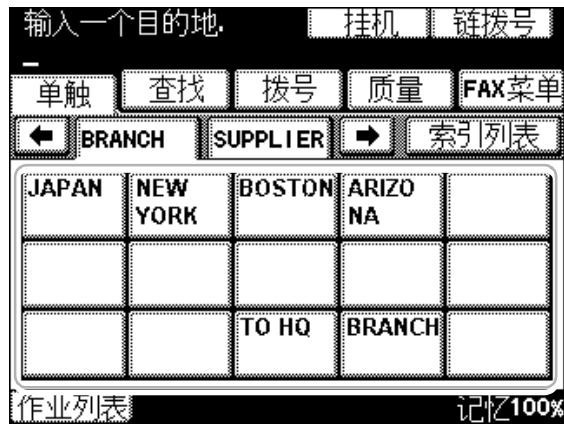 输入一个目的地. 挂机 链拨号
单触 查找 拨号 质量 FAX菜单
BRANCH SUPPLIER 索引列表
JAPAN NEW YORK BOSTON ARIZO NA
TO HQ BRANCH
作业列表 记忆100%